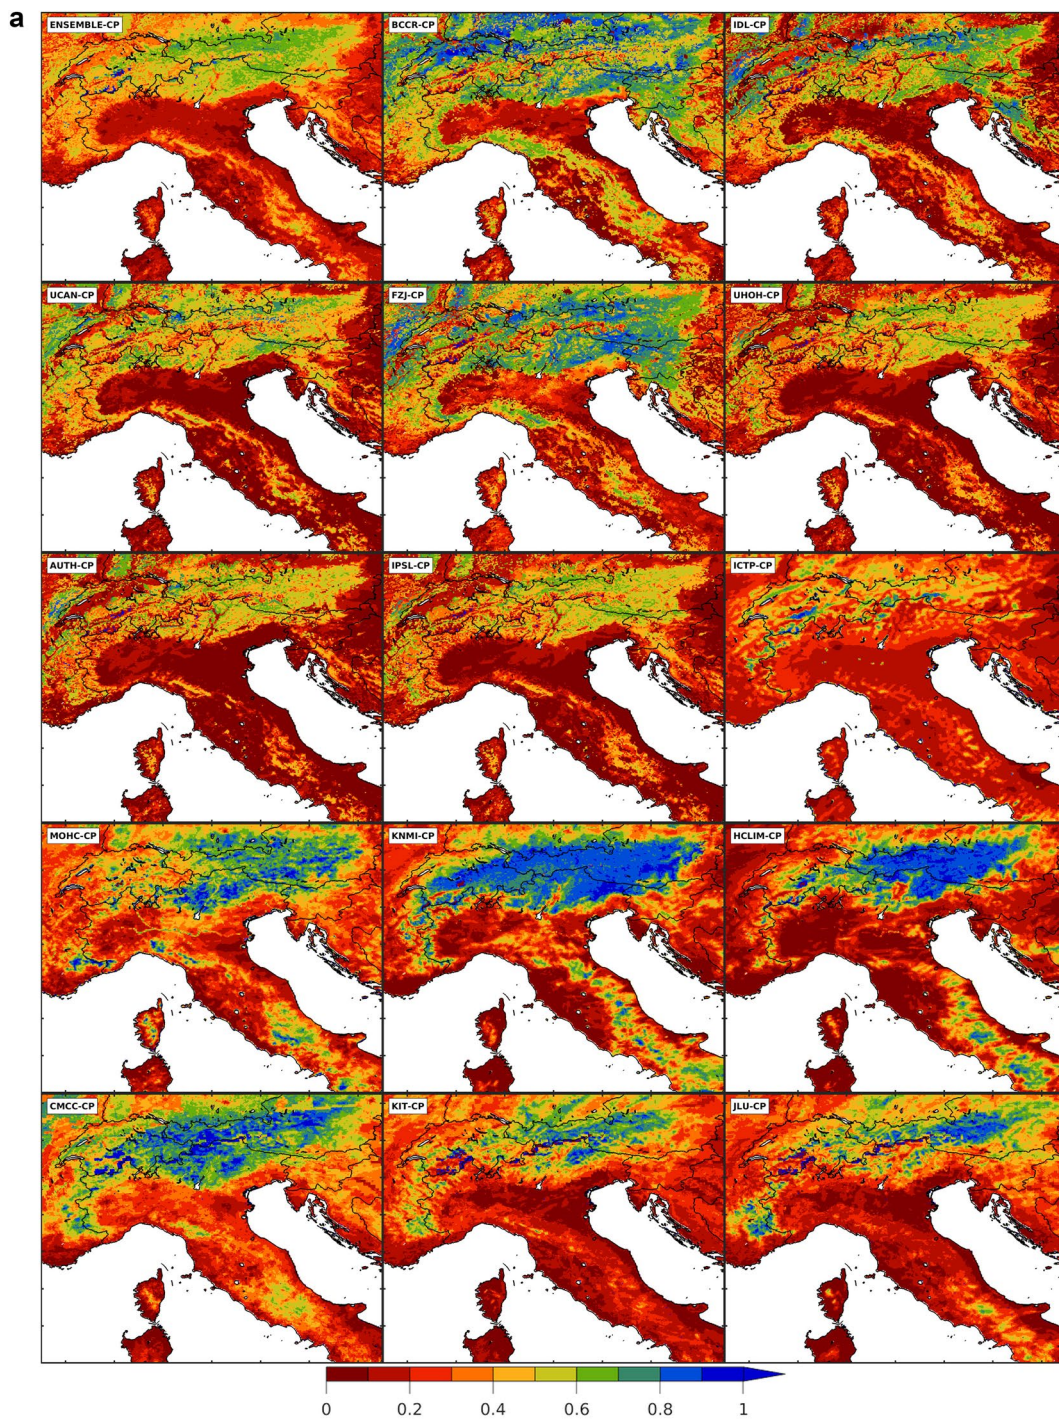 a
ENSEMBLE-CP
BCCR-CP
IDL-CP
UCAN-CP
FZJ-CP
UHOH-CP
AUTH-CP
IPSL-CP
ICTP-CP
MOHC-CP
KNMI-CP
HCLIM-CP
CMCC-CP
KIT-CP
JLU-CP
0 0.2 0.4 0.6 0.8 1